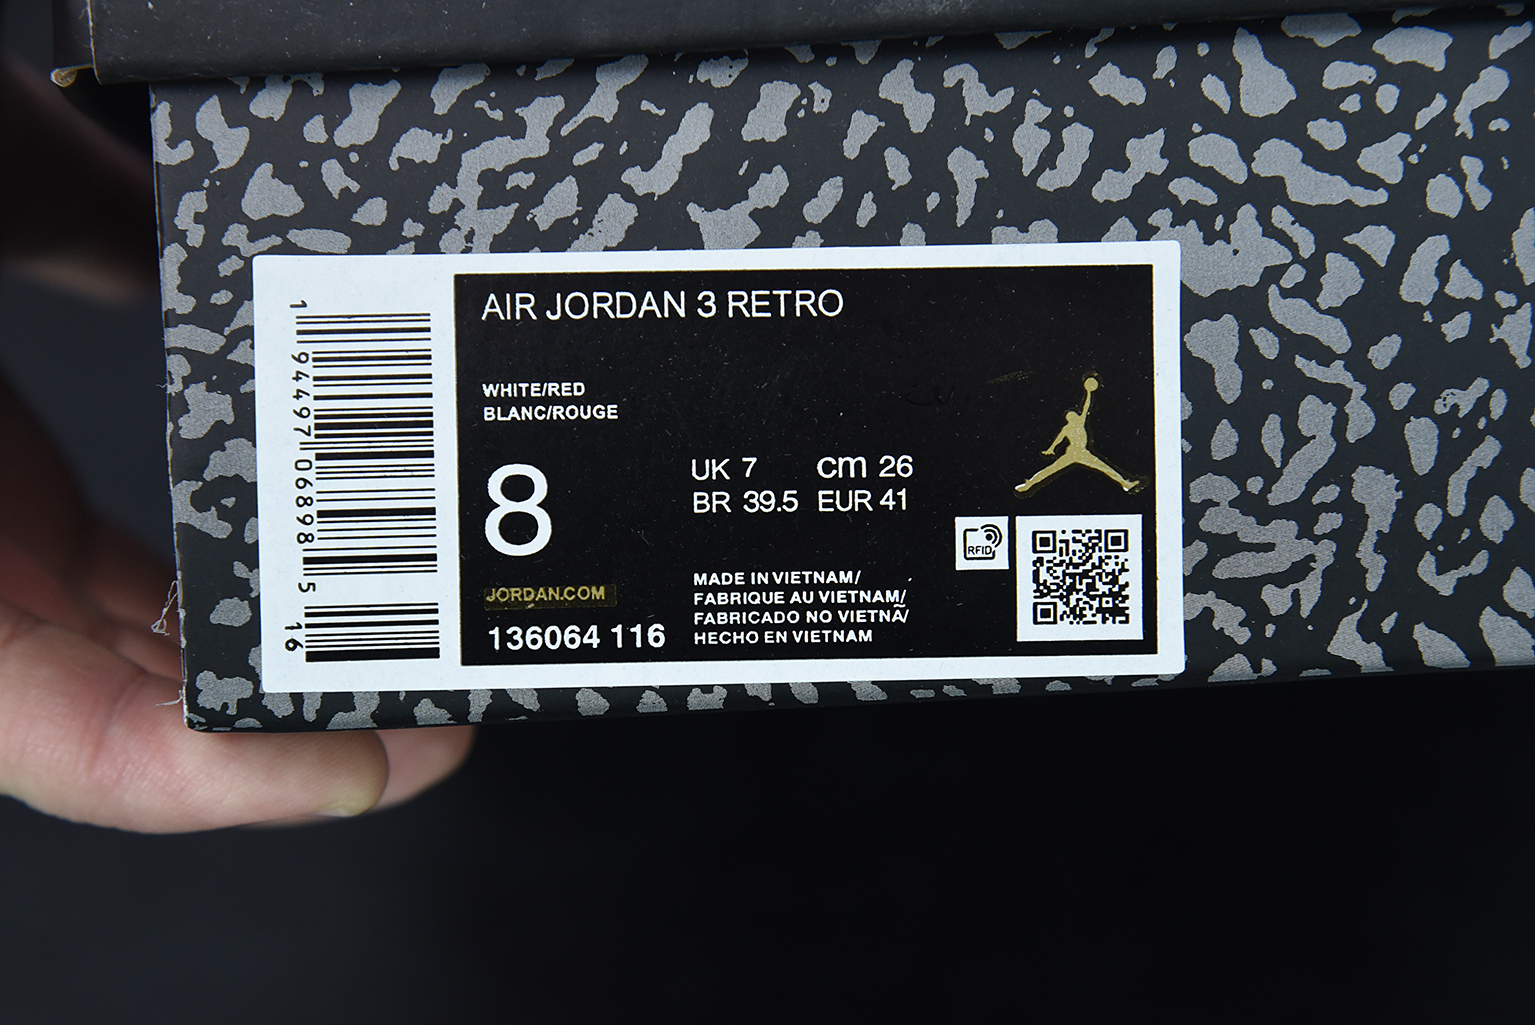 1 94497 06898 5 16
AIR JORDAN 3 RETRO
WHITE/RED
BLANC/ROUGE
8
UK 7 cm 26
BR 39.5 EUR 41
JORDAN.COM
136064 116
MADE IN VIETNAM/
FABRIQUE AU VIETNAM/
FABRICADO NO VIETNÃ/
HECHO EN VIETNAM
RFID